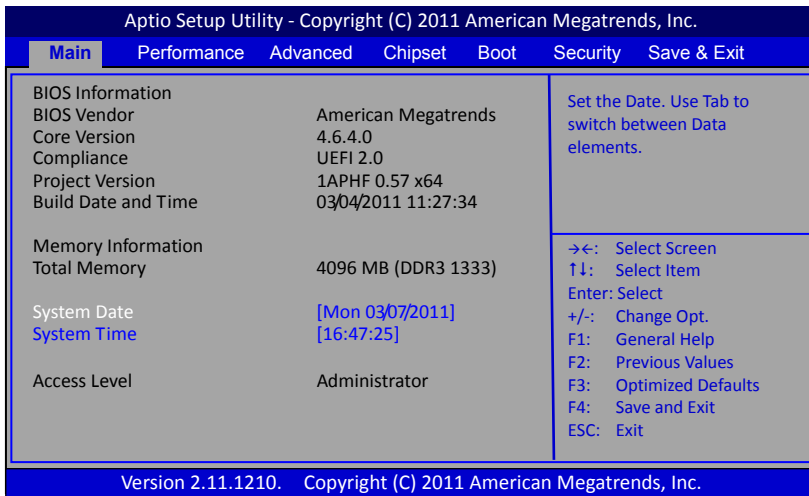 Aptio Setup Utility - Copyright (C) 2011 American Megatrends, Inc.
Main Performance Advanced Chipset Boot Security Save & Exit
BIOS Information
BIOS Vendor American Megatrends
Core Version 4.6.4.0
Compliance UEFI 2.0
Project Version 1APHF 0.57 x64
Build Date and Time 03/04/2011 11:27:34
Memory Information
Total Memory 4096 MB (DDR3 1333)
System Date [Mon 03/07/2011]
System Time [16:47:25]
Access Level Administrator
Set the Date. Use Tab to
switch between Data
elements.
→←: Select Screen
↑↓: Select Item
Enter: Select
+/-: Change Opt.
F1: General Help
F2: Previous Values
F3: Optimized Defaults
F4: Save and Exit
ESC: Exit
Version 2.11.1210. Copyright (C) 2011 American Megatrends, Inc.